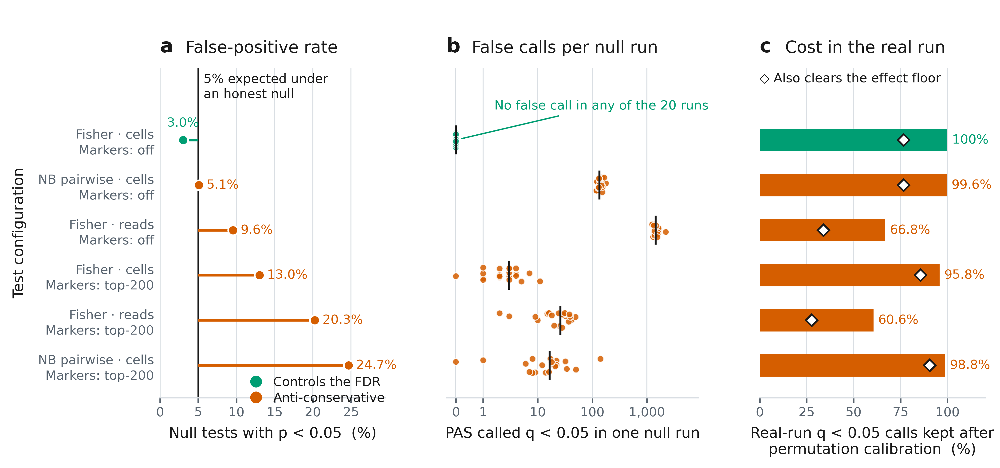 a False-positive rate
5% expected under
an honest null
3.0%
5.1%
9.6%
13.0%
20.3%
24.7%
Controls the FDR
Anti-conservative
Test configuration
Fisher · cells
Markers: off
NB pairwise · cells
Markers: off
Fisher · reads
Markers: off
Fisher · cells
Markers: top-200
Fisher · reads
Markers: top-200
NB pairwise · cells
Markers: top-200
0 5 10 15 20 25
Null tests with p < 0.05 (%)
b False calls per null run
No false call in any of the 20 runs
0 1 10 100 1,000
PAS called q < 0.05 in one null run
c Cost in the real run
◇ Also clears the effect floor
100%
99.6%
66.8%
95.8%
60.6%
98.8%
0 25 50 75 100
Real-run q < 0.05 calls kept after
permutation calibration (%)